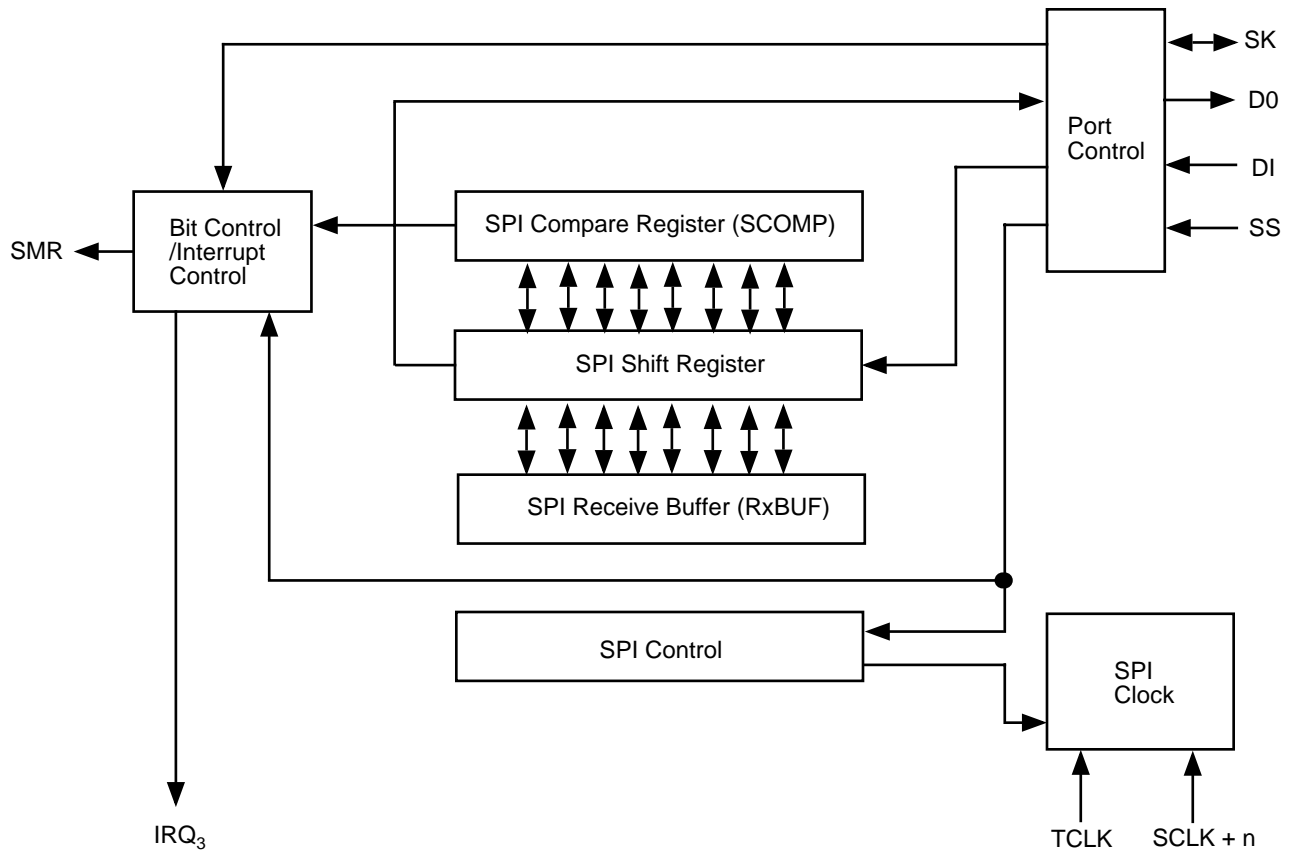 SK
D0
Port
Control
DI
SS
SPI Compare Register (SCOMP)
Bit Control
/Interrupt
Control
SMR
SPI Shift Register
SPI Receive Buffer (RxBUF)
SPI Control
SPI
Clock
IRQ3
TCLK
SCLK + n